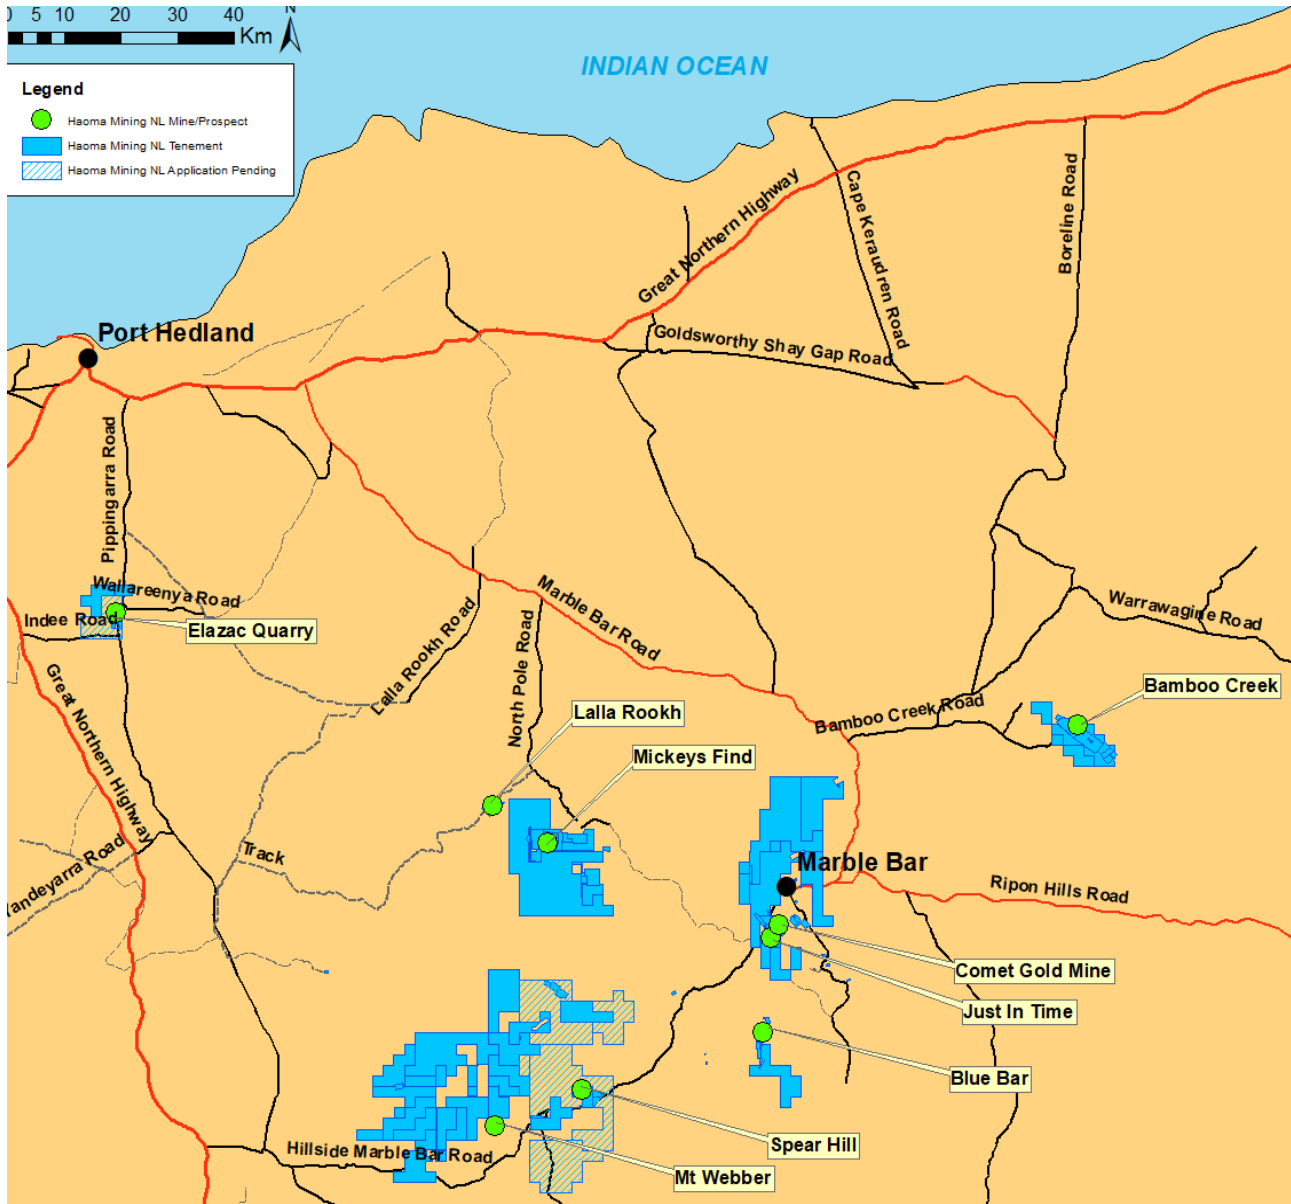 0 5 10 20 40
Km
N
INDIAN OCEAN
Legend
Haoma Mining NL Mine/Prospect
Haoma Mining NL Tenement
Haoma Mining NL Application Pending
Great Northern Highway
Cape Keraudren Road
Boreline Road
Port Hedland
Goldsworthy Shay Gap Road
Pippingarra Road
Wallareenya Road
Indee Road
Elazac Quarry
Marble Bar Road
Lalla Rookh Road
North Pole Road
Warrawagine Road
Great Northern Highway
Bamboo Creek
Lalla Rookh
Bamboo Creek Road
Mickeys Find
Track
Yandeyarra Road
Marble Bar
Ripon Hills Road
Comet Gold Mine
Just In Time
Blue Bar
Spear Hill
Hillside Marble Bar Road
Mt Webber